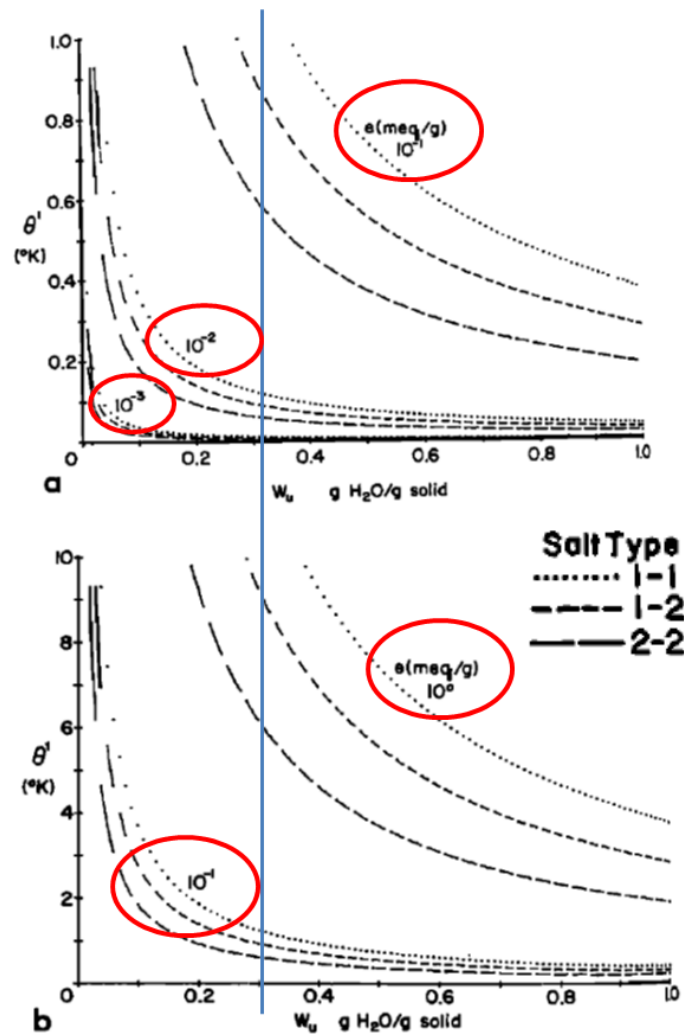 1.0
0.8
e(meq/g)
10⁻¹
0.6
θ'
(°K)
0.4
10⁻²
0.2
10⁻³
0 0.2 0.4 0.6 0.8 1.0
a Wᵤ g H₂O/g solid
10
Salt Type
1-1
1-2
2-2
8
e(meq/g)
10⁰
6
θ'
(°K)
4
10⁻¹
2
0 0.2 0.4 0.6 0.8 1.0
b Wᵤ g H₂O/g solid